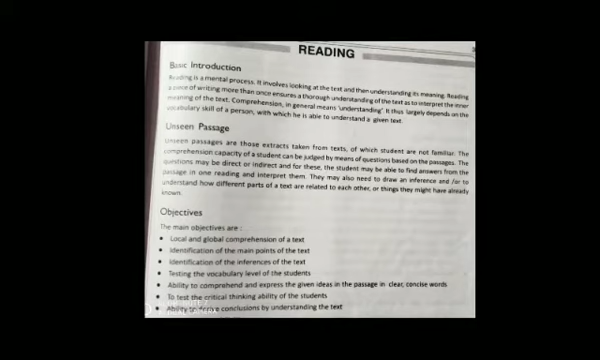 READING
Basic Introduction
Reading is a mental process. It involves looking at the text and then understanding its meaning. Reading
a piece of writing more than once ensures a thorough understanding of the text as to interpret the inner
meaning of the text. Comprehension, in general means 'understanding'. It thus largely depends on the
vocabulary skill of a person, with which he is able to understand a given text.
Unseen Passage
Unseen passages are those extracts taken from texts, of which student are not familiar. The
comprehension capacity of a student can be judged by means of questions based on the passages. The
questions may be direct or indirect and for these, the student may be able to find answers from the
passage in one reading and interpret them. They may also need to draw an inference and /or to
understand how different parts of a text are related to each other, or things they might have already
known.
Objectives
The main objectives are :
• Local and global comprehension of a text
• Identification of the main points of the text
• Identification of the inferences of the text
• Testing the vocabulary level of the students
• Ability to comprehend and express the given ideas in the passage in clear, concise words
• To test the critical thinking ability of the students
• Ability to derive conclusions by understanding the text